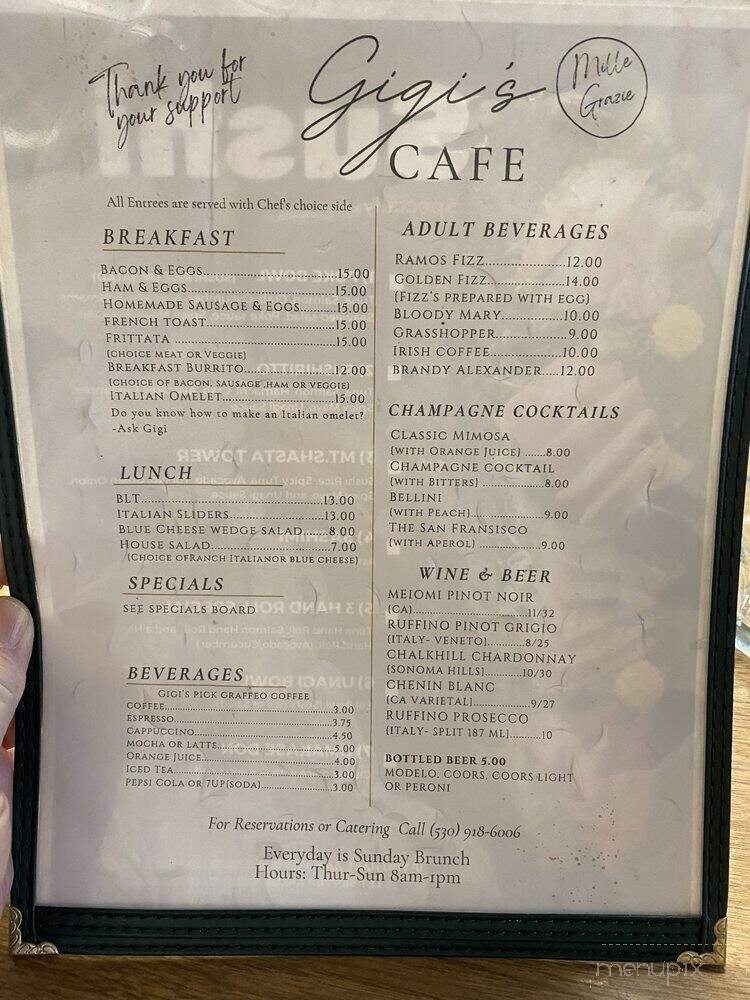 Thank you for
your support
Gigi's
CAFE
Mille
Grazie
All Entrees are served with Chef's choice side
BREAKFAST
BACON & EGGS..............................15.00
HAM & EGGS..............................15.00
HOMEMADE SAUSAGE & EGGS..........15.00
FRENCH TOAST..............................15.00
FRITTATA ..............................15.00
(CHOICE MEAT OR VEGGIE)
BREAKFAST BURRITO....................12.00
(CHOICE OF BACON, SAUSAGE ,HAM OR VEGGIE)
ITALIAN OMELET..........................15.00
Do you know how to make an Italian omelet?
-Ask Gigi
LUNCH
BLT........................................13.00
ITALIAN SLIDERS..........................13.00
BLUE CHEESE WEDGE SALAD.......8.00
HOUSE SALAD..............................7.00
(CHOICE OFRANCH ITALIANOR BLUE CHEESE)
SPECIALS
SEE SPECIALS BOARD
BEVERAGES
GIGI'S PICK GRAFFEO COFFEE
COFFEE........................................3.00
ESPRESSO........................................3.75
CAPPUCCINO........................................4.50
MOCHA OR LATTE..............................5.00
ORANGE JUICE..............................4.00
ICED TEA........................................3.00
PEPSI COLA OR 7UP(SODA)....................3.00
ADULT BEVERAGES
RAMOS FIZZ....................12.00
GOLDEN FIZZ....................14.00
(FIZZ'S PREPARED WITH EGG)
BLOODY MARY....................10.00
GRASSHOPPER....................9.00
IRISH COFFEE....................10.00
BRANDY ALEXANDER.....12.00
CHAMPAGNE COCKTAILS
CLASSIC MIMOSA
(WITH ORANGE JUICE) .......8.00
CHAMPAGNE COCKTAIL
(WITH BITTERS) ....................8.00
BELLINI
(WITH PEACH)....................9.00
THE SAN FRANSISCO
(WITH APEROL) ....................9.00
WINE & BEER
MEIOMI PINOT NOIR
(CA)..............................11/32
RUFFINO PINOT GRIGIO
(ITALY- VENETO)....................8/25
CHALKHILL CHARDONNAY
(SONOMA HILLS)..............10/30
CHENIN BLANC
(CA VARIETAL)....................9/27
RUFFINO PROSECCO
(ITALY- SPLIT 187 ML)..........10
BOTTLED BEER 5.00
MODELO, COORS, COORS LIGHT
OR PERONI
For Reservations or Catering Call (530) 918-6006
Everyday is Sunday Brunch
Hours: Thur-Sun 8am-1pm
menupix